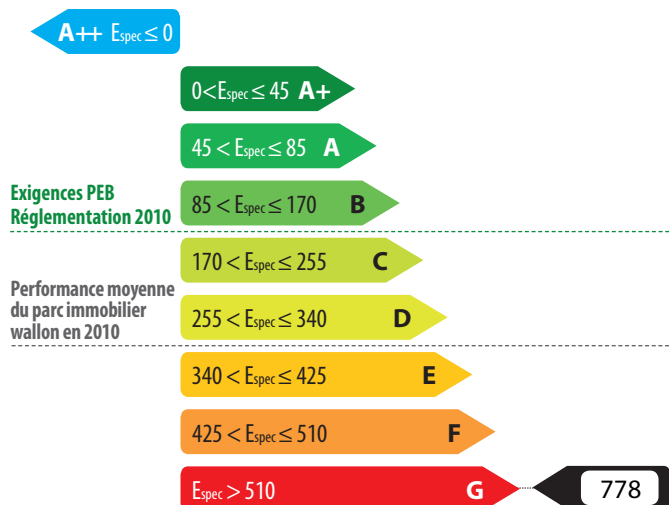 A++ Espec ≤ 0
0<Espec ≤ 45 A+
45 < Espec ≤ 85 A
Exigences PEB
Réglementation 2010
85 < Espec ≤ 170 B
170 < Espec ≤ 255 C
Performance moyenne
du parc immobilier
wallon en 2010
255 < Espec ≤ 340 D
340 < Espec ≤ 425 E
425 < Espec ≤ 510 F
Espec > 510 G 778